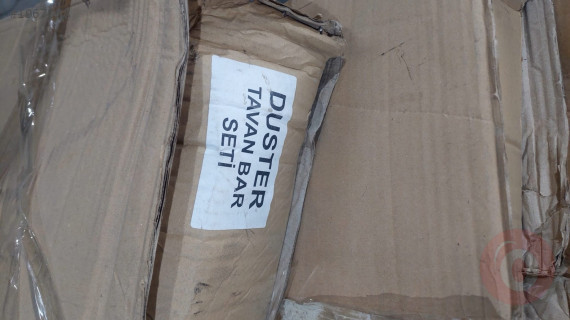 DUSTER
TAVAN BAR
SETİ